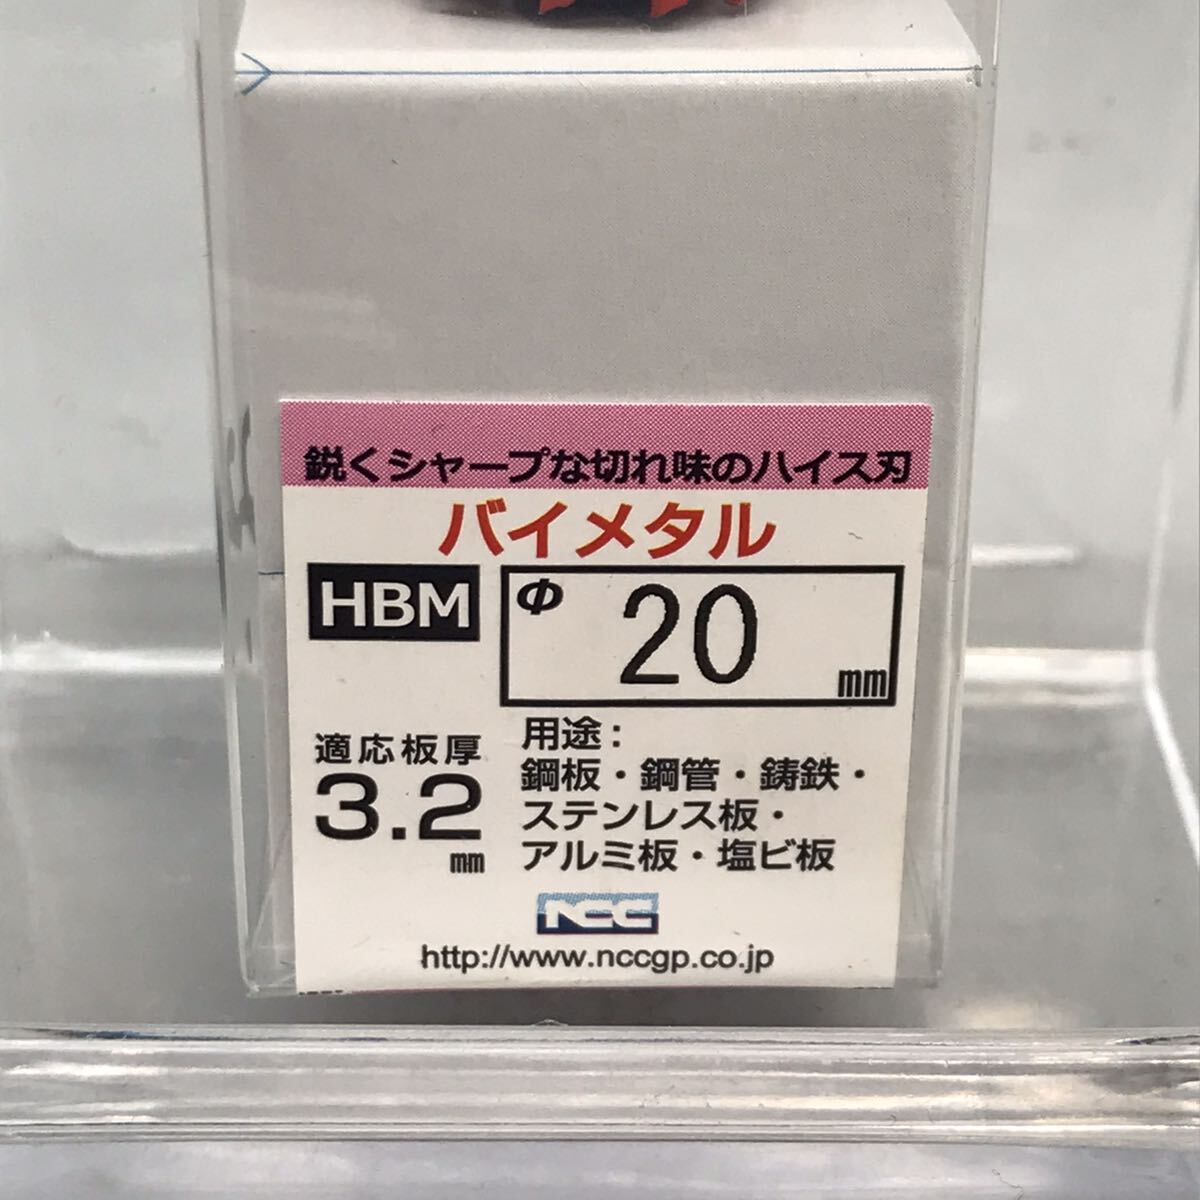 鋭くシャープな切れ味のハイス刃
バイメタル
HBM
Φ 20 mm
適応板厚
3.2
mm
用途：
鋼板・鋼管・鋳鉄・
ステンレス板・
アルミ板・塩ビ板
NCC
http://www.nccgp.co.jp